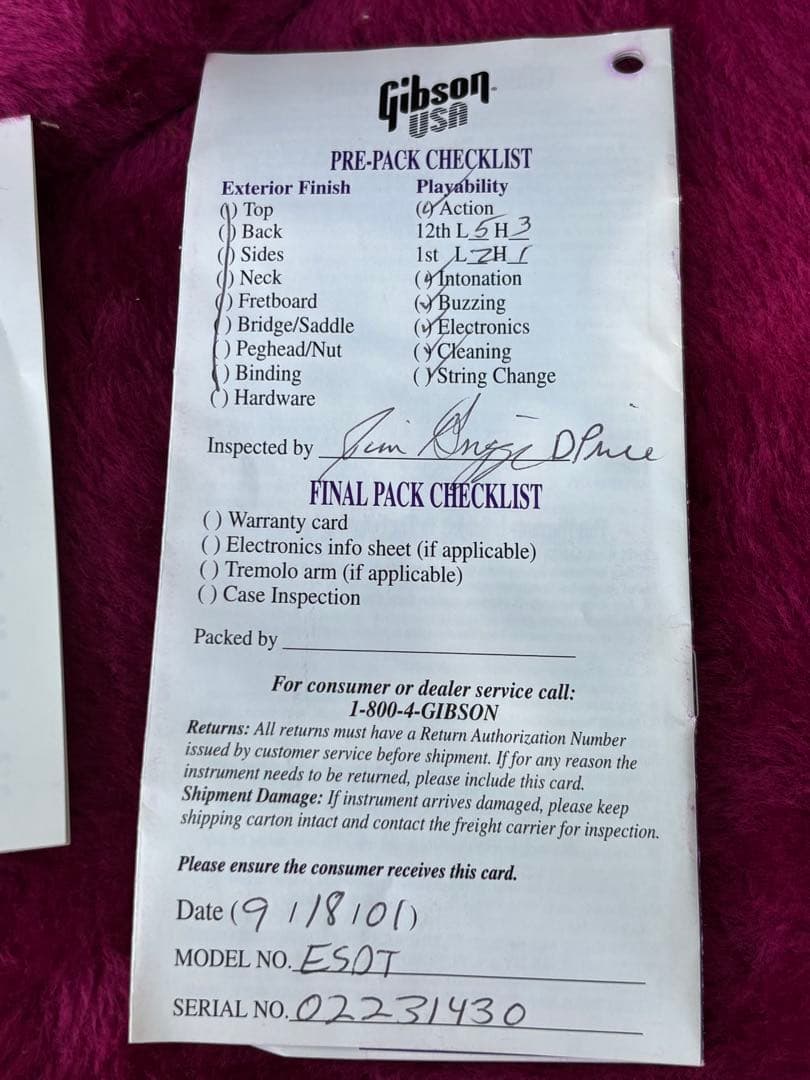 Gibson
USA
PRE-PACK CHECKLIST
Exterior Finish
() Top
() Back
() Sides
() Neck
() Fretboard
() Bridge/Saddle
() Peghead/Nut
() Binding
() Hardware
Playability
(✓) Action
12th L 5 H 3
1st L 2 H 1
(✓) Intonation
(✓) Buzzing
(✓) Electronics
(✓) Cleaning
(✓) String Change
Inspected by Jim Griggs D Price
FINAL PACK CHECKLIST
() Warranty card
() Electronics info sheet (if applicable)
() Tremolo arm (if applicable)
() Case Inspection
Packed by
For consumer or dealer service call:
1-800-4-GIBSON
Returns: All returns must have a Return Authorization Number
issued by customer service before shipment. If for any reason the
instrument needs to be returned, please include this card.
Shipment Damage: If instrument arrives damaged, please keep
shipping carton intact and contact the freight carrier for inspection.
Please ensure the consumer receives this card.
Date (9 / 18 / 01)
MODEL NO. ESDT
SERIAL NO. 02231430